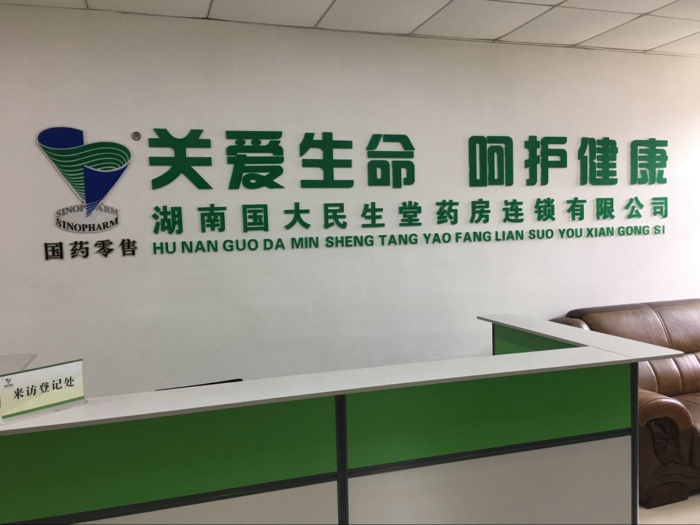 关爱生命 呵护健康
湖南国大民生堂药房连锁有限公司
HU NAN GUO DA MIN SHENG TANG YAO FANG LIAN SUO YOU XIAN GONG SI
®
SINOPHARM
SINOPHARM
国药零售
来访登记处